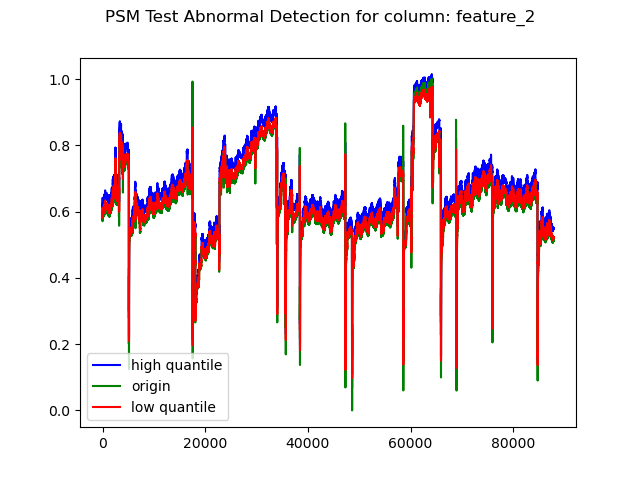 PSM Test Abnormal Detection for column: feature_2
1.0
0.8
0.6
0.4
0.2
0.0
high quantile
origin
low quantile
0 20000 40000 60000 80000